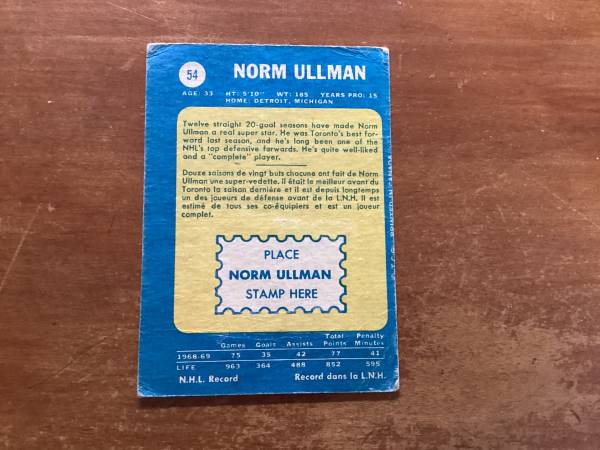 54
NORM ULLMAN
AGE: 33 HT: 5'10" WT: 185 YEARS PRO: 15
HOME: DETROIT, MICHIGAN
Twelve straight 20-goal seasons have made Norm
Ullman a real super star. He was Toronto's best for-
ward last season, and he's long been one of the
NHL's top defensive forwards. He's quite well-liked
and a "complete" player.
Douze saisons de vingt buts chacune ont fait de Norm
Ullman une super-vedette. il était le meilleur avant du
Toronto la saison dernière et il est depuis longtemps
un des joueurs de défense avant de la L.N.H. Il est
estimé de tous ses co-équipiers et est un joueur
complet.
PLACE
NORM ULLMAN
STAMP HERE
T.C.G. PRINTED IN CANADA
Games Goals Assists Total Points Penalty Minutes
1968-69 75 35 42 77 41
LIFE 963 364 488 852 595
N.H.L. Record Record dans la L.N.H.